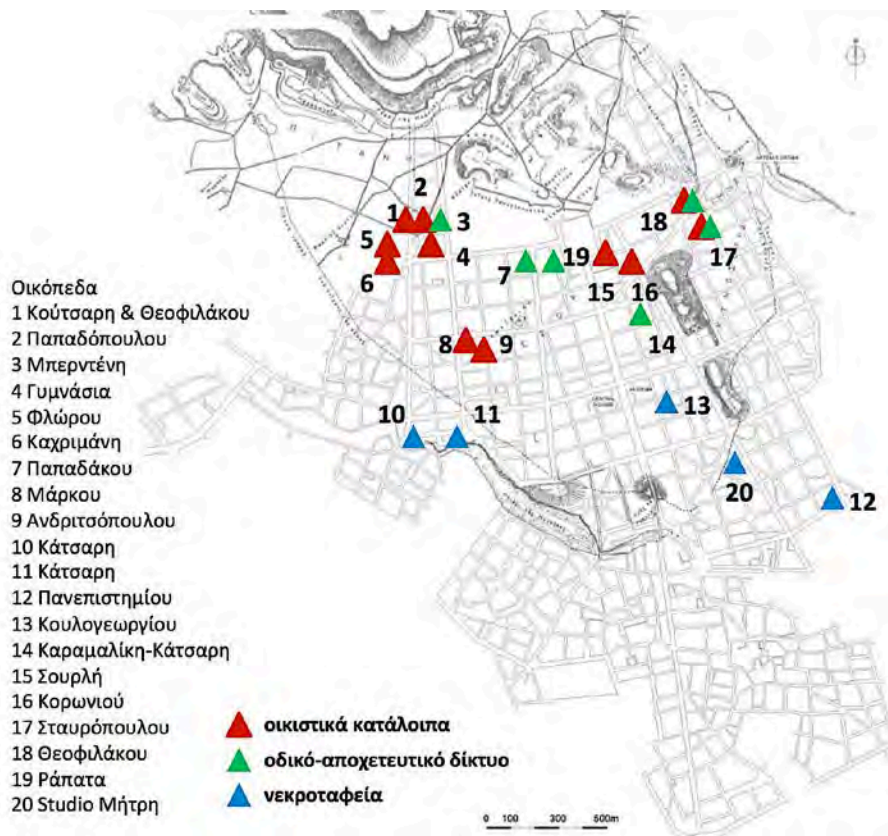 2
1
3
18
5
4
17
7
19
6
15
16
14
8
9
10
11
13
20
12
CENTRAL SQUARE
MUSEUM
Οικόπεδα
1 Κούτσαρη & Θεοφιλάκου
2 Παπαδόπουλου
3 Μπερντένη
4 Γυμνάσια
5 Φλώρου
6 Καχριμάνη
7 Παπαδάκου
8 Μάρκου
9 Ανδριτσόπουλου
10 Κάτσαρη
11 Κάτσαρη
12 Πανεπιστημίου
13 Κουλογεωργίου
14 Καραμαλίκη-Κάτσαρη
15 Σουρλή
16 Κορωνιού
17 Σταυρόπουλου
18 Θεοφιλάκου
19 Ράπατα
20 Studio Μήτρη
οικιστικά κατάλοιπα
οδικό-αποχετευτικό δίκτυο
νεκροταφεία
0 100 300 500m